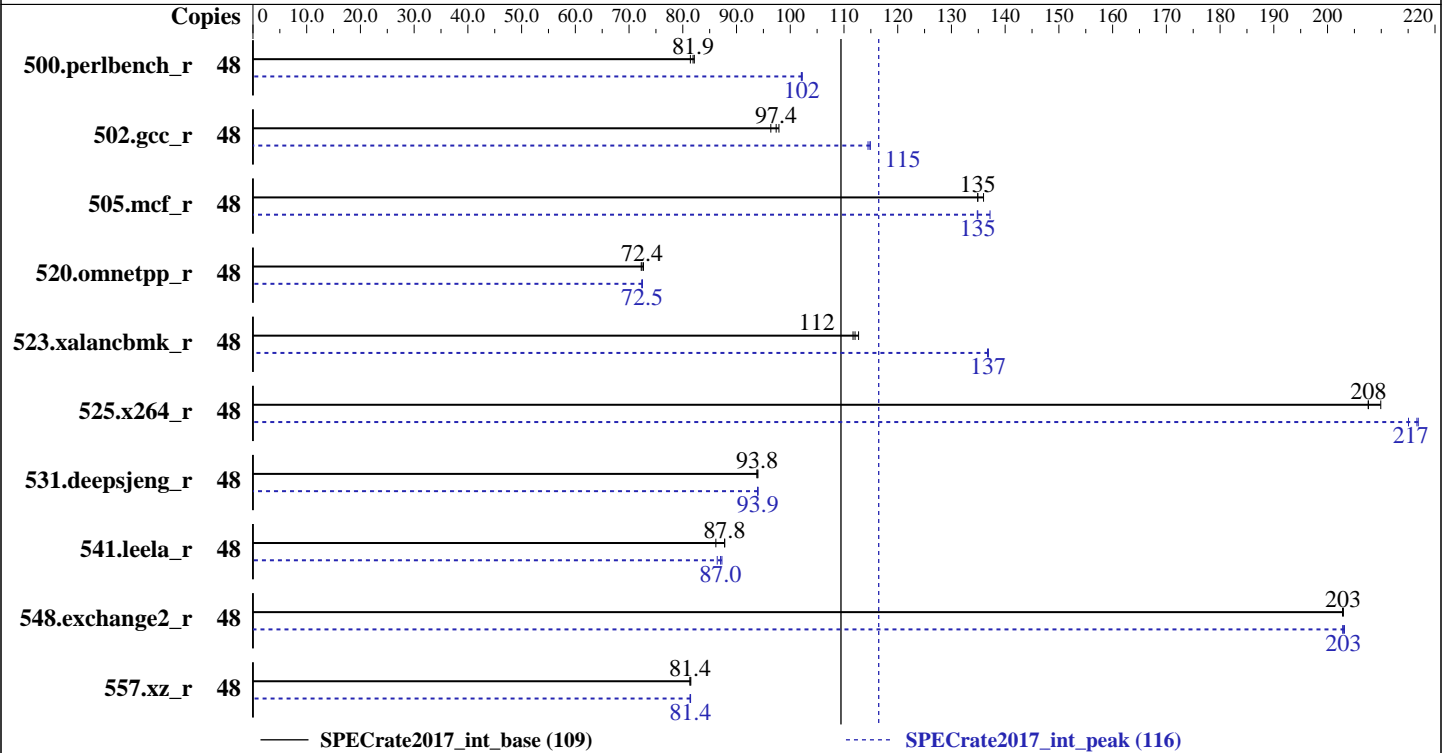 Copies 0 10.0 20.0 30.0 40.0 50.0 60.0 70.0 80.0 90.0 100 110 120 130 140 150 160 170 180 190 200 220
500.perlbench_r 48 81.9
102
502.gcc_r 48 97.4
115
505.mcf_r 48 135
135
520.omnetpp_r 48 72.4
72.5
523.xalancbmk_r 48 112
137
525.x264_r 48 208
217
531.deepsjeng_r 48 93.8
93.9
541.leela_r 48 87.8
87.0
548.exchange2_r 48 203
203
557.xz_r 48 81.4
81.4
SPECrate2017_int_base (109) SPECrate2017_int_peak (116)